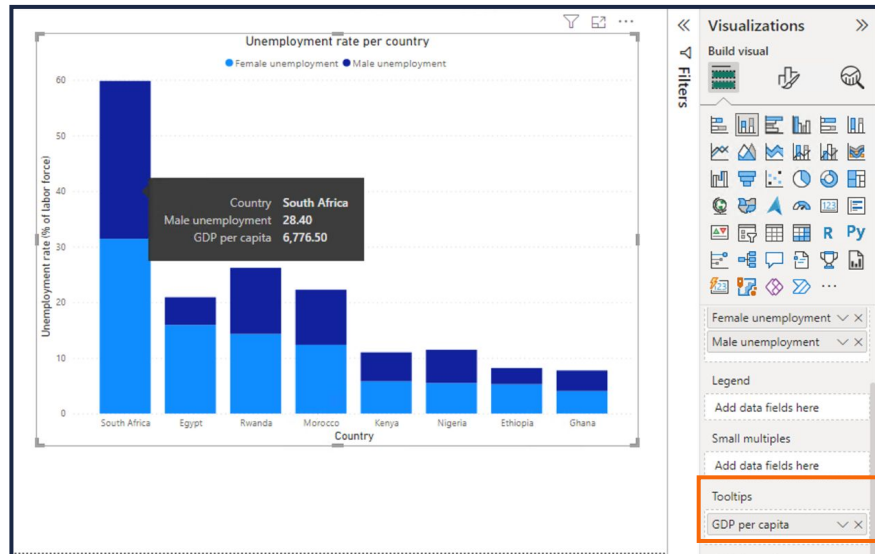 Unemployment rate per country
Female unemployment Male unemployment
Unemployment rate (% of labor force)
60
50
40
30
20
10
0
Country South Africa
Male unemployment 28.40
GDP per capita 6,776.50
South Africa Egypt Rwanda Morocco Kenya Nigeria Ethiopia Ghana
Country
Filters
Visualizations
Build visual
123
R Py
123
Female unemployment
Male unemployment
Legend
Add data fields here
Small multiples
Add data fields here
Tooltips
GDP per capita